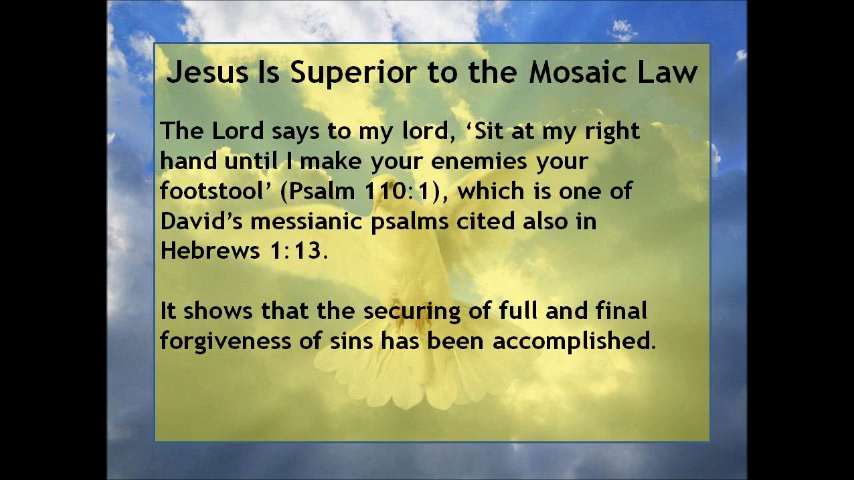 Jesus Is Superior to the Mosaic Law
The Lord says to my lord, ‘Sit at my right
hand until I make your enemies your
footstool’ (Psalm 110:1), which is one of
David’s messianic psalms cited also in
Hebrews 1:13.
It shows that the securing of full and final
forgiveness of sins has been accomplished.